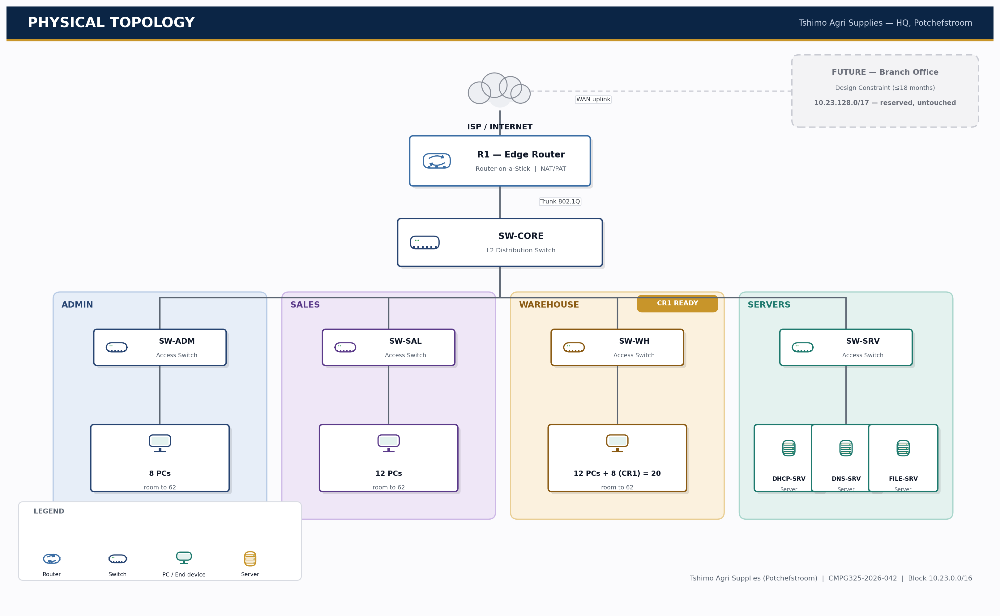 PHYSICAL TOPOLOGY
Tshimo Agri Supplies — HQ, Potchefstroom
FUTURE — Branch Office
Design Constraint (≤18 months)
10.23.128.0/17 — reserved, untouched
WAN uplink
ISP / INTERNET
R1 — Edge Router
Router-on-a-Stick | NAT/PAT
Trunk 802.1Q
SW-CORE
L2 Distribution Switch
ADMIN
SW-ADM
Access Switch
8 PCs
room to 62
SALES
SW-SAL
Access Switch
12 PCs
room to 62
WAREHOUSE
CR1 READY
SW-WH
Access Switch
12 PCs + 8 (CR1) = 20
room to 62
SERVERS
SW-SRV
Access Switch
DHCP-SRV
Server
DNS-SRV
Server
FILE-SRV
Server
LEGEND
Router
Switch
PC / End device
Server
Tshimo Agri Supplies (Potchefstroom) | CMPG325-2026-042 | Block 10.23.0.0/16